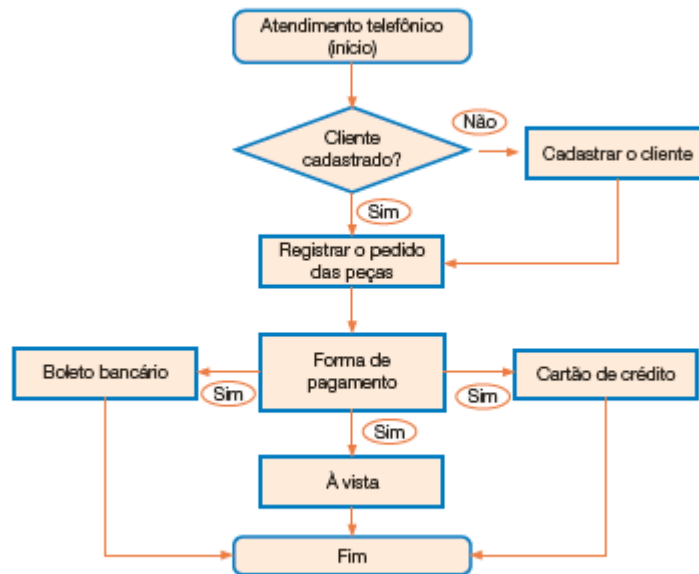 Atendimento telefônico
(início)
Cliente
cadastrado?
Não
Cadastrar o cliente
Sim
Registrar o pedido
das peças
Boleto bancário
Sim
Forma de
pagamento
Sim
Cartão de crédito
Sim
À vista
Fim